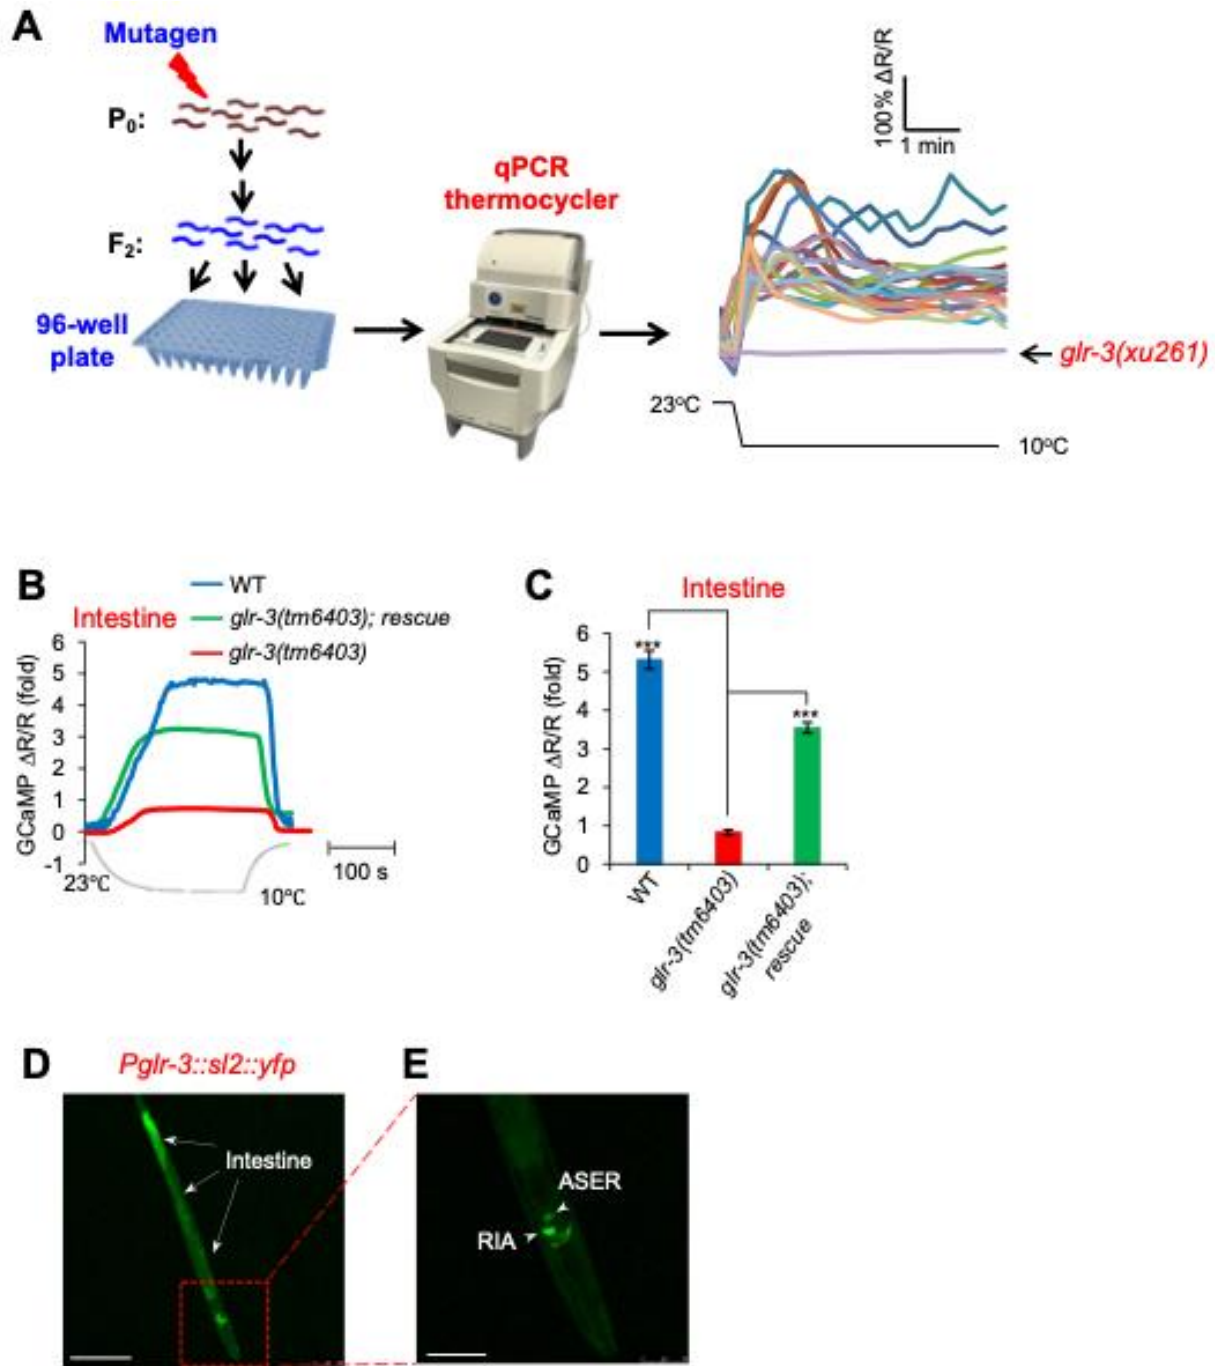 A
Mutagen
P0:
F2:
96-well
plate
qPCR
thermocycler
100% ΔR/R
1 min
glr-3(xu261)
23°C
10°C
B
WT
glr-3(tm6403); rescue
glr-3(tm6403)
Intestine
GCaMP ΔR/R (fold)
6
5
4
3
2
1
0
-1
23°C
10°C
100 s
C
Intestine
GCaMP ΔR/R (fold)
6
5
4
3
2
1
0
***
***
WT
glr-3(tm6403)
glr-3(tm6403);
rescue
D
Pglr-3::sl2::yfp
Intestine
E
ASER
RIA